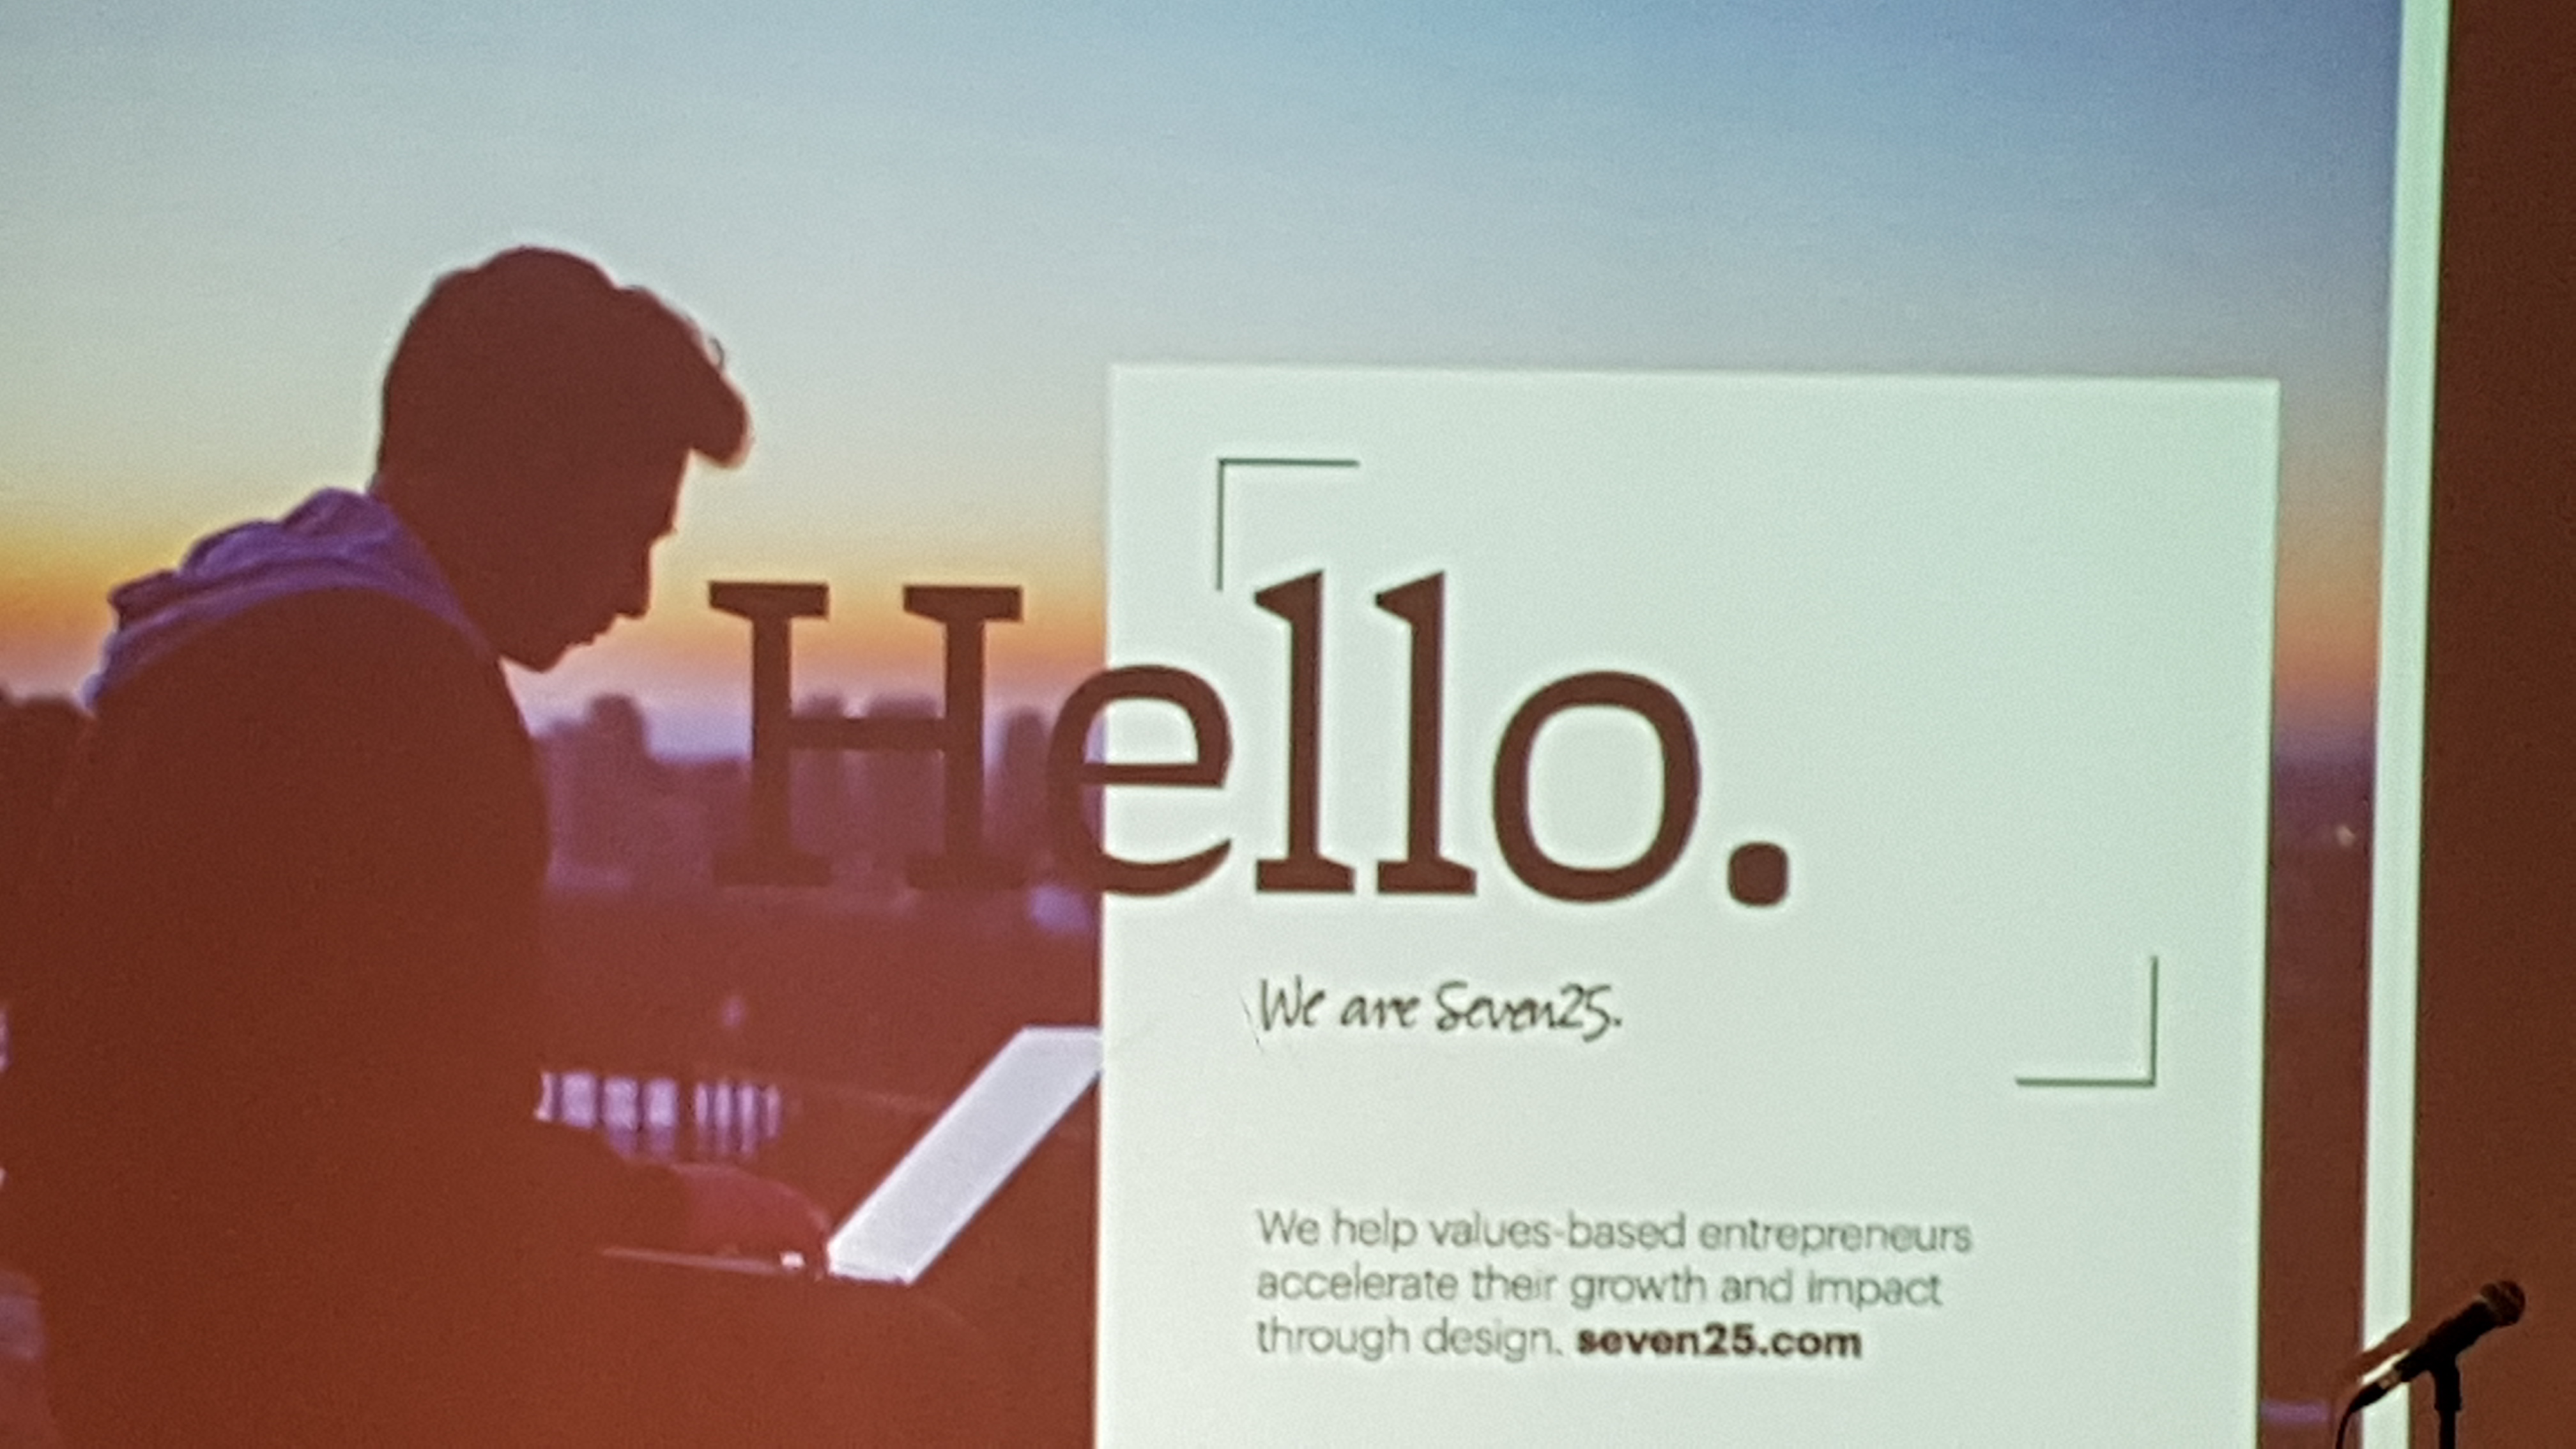 Hello.
We are Seven25.
We help values-based entrepreneurs
accelerate their growth and impact
through design. seven25.com